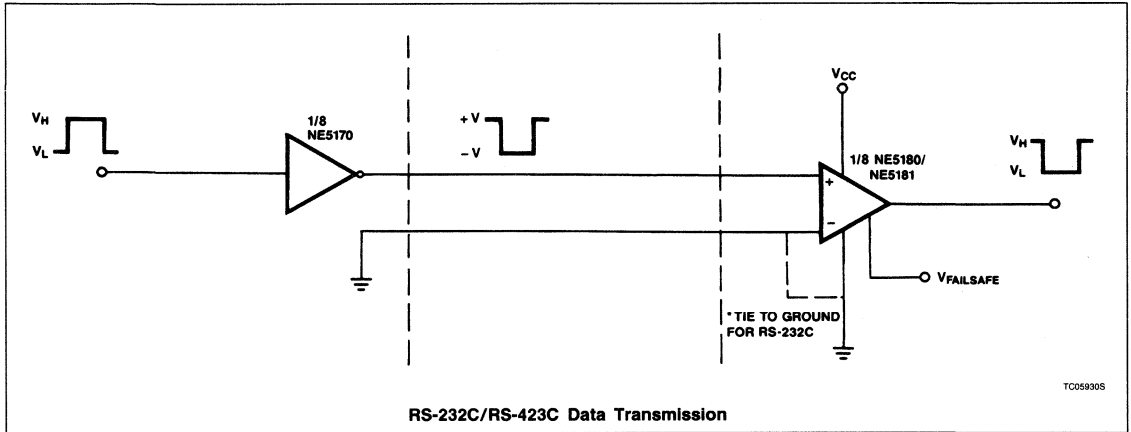 VH
VL
1/8
NE5170
+ V
– V
VCC
1/8 NE5180/
NE5181
+
–
VH
VL
VFAILSAFE
* TIE TO GROUND
FOR RS-232C
TC05930S
RS-232C/RS-423C Data Transmission